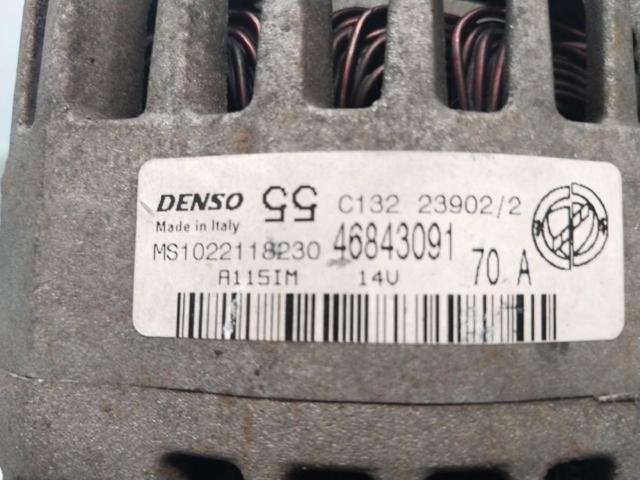 DENSO 55 C132 23902/2
Made in Italy
MS1022118230 46843091 70 A
A115IM 14V